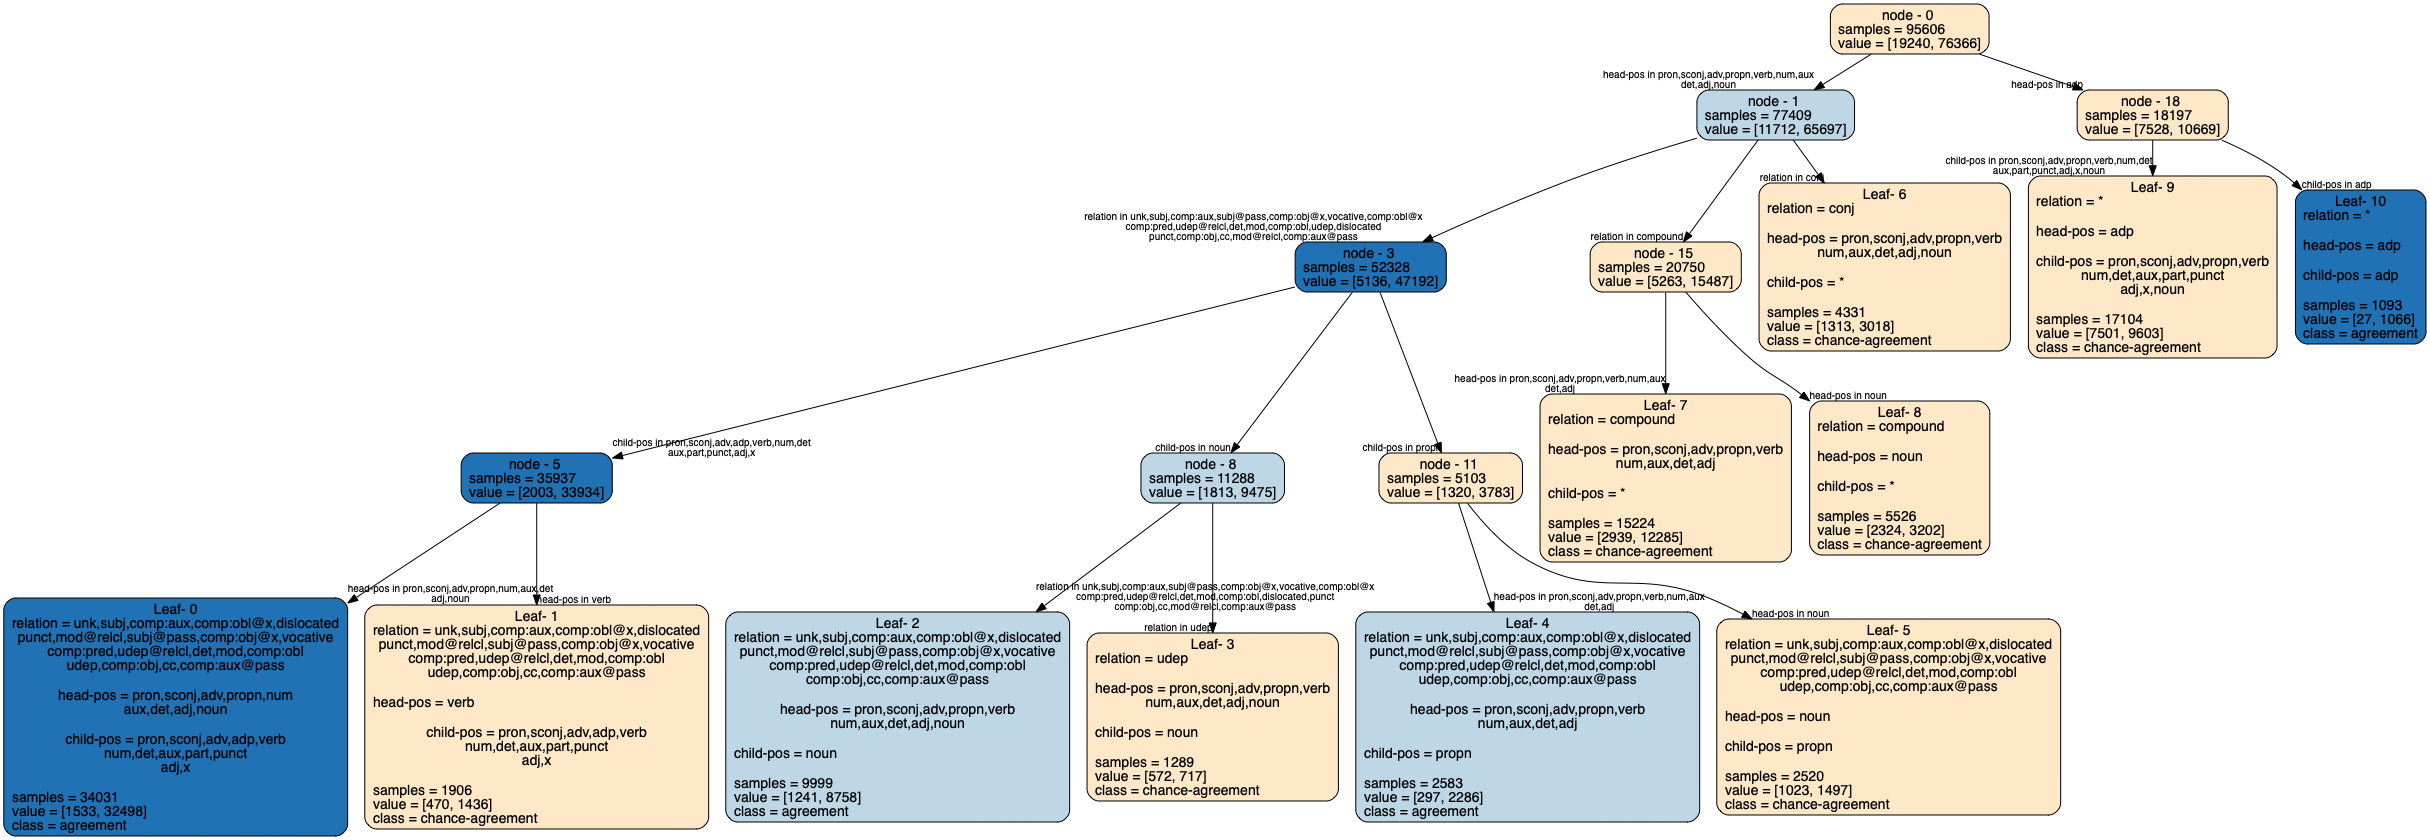 node - 0
samples = 95606
value = [19240, 76366]
head-pos in pron,sconj,adv,propn,verb,num,aux
det,adj,noun
head-pos in adp
node - 1
samples = 77409
value = [11712, 65697]
node - 18
samples = 18197
value = [7528, 10669]
relation in unk,subj,comp:aux,subj@pass,comp:obj@x,vocative,comp:obl@x
comp:pred,udep@relcl,det,mod,comp:obl,udep,dislocated
punct,comp:obj,cc,mod@relcl,comp:aux@pass
relation in compound
relation in conj
child-pos in pron,sconj,adv,propn,verb,num,det
aux,part,punct,adj,x,noun
child-pos in adp
node - 3
samples = 52328
value = [5136, 47192]
node - 15
samples = 20750
value = [5263, 15487]
Leaf- 6
relation = conj
head-pos = pron,sconj,adv,propn,verb
num,aux,det,adj,noun
child-pos = *
samples = 4331
value = [1313, 3018]
class = chance-agreement
Leaf- 9
relation = *
head-pos = adp
child-pos = pron,sconj,adv,propn,verb
num,det,aux,part,punct
adj,x,noun
samples = 17104
value = [7501, 9603]
class = chance-agreement
Leaf- 10
relation = *
head-pos = adp
child-pos = adp
samples = 1093
value = [27, 1066]
class = agreement
child-pos in pron,sconj,adv,adp,verb,num,det
aux,part,punct,adj,x
child-pos in noun
child-pos in propn
head-pos in pron,sconj,adv,propn,verb,num,aux
det,adj
head-pos in noun
node - 5
samples = 35937
value = [2003, 33934]
node - 8
samples = 11288
value = [1813, 9475]
node - 11
samples = 5103
value = [1320, 3783]
Leaf- 7
relation = compound
head-pos = pron,sconj,adv,propn,verb
num,aux,det,adj
child-pos = *
samples = 15224
value = [2939, 12285]
class = chance-agreement
Leaf- 8
relation = compound
head-pos = noun
child-pos = *
samples = 5526
value = [2324, 3202]
class = chance-agreement
head-pos in pron,sconj,adv,propn,num,aux,det
adj,noun
head-pos in verb
relation in unk,subj,comp:aux,subj@pass,comp:obj@x,vocative,comp:obl@x
comp:pred,udep@relcl,det,mod,comp:obl,dislocated,punct
comp:obj,cc,mod@relcl,comp:aux@pass
relation in udep
head-pos in pron,sconj,adv,propn,verb,num,aux
det,adj
head-pos in noun
Leaf- 0
relation = unk,subj,comp:aux,comp:obl@x,dislocated
punct,mod@relcl,subj@pass,comp:obj@x,vocative
comp:pred,udep@relcl,det,mod,comp:obl
udep,comp:obj,cc,comp:aux@pass
head-pos = pron,sconj,adv,propn,num
aux,det,adj,noun
child-pos = pron,sconj,adv,adp,verb
num,det,aux,part,punct
adj,x
samples = 34031
value = [1533, 32498]
class = agreement
Leaf- 1
relation = unk,subj,comp:aux,comp:obl@x,dislocated
punct,mod@relcl,subj@pass,comp:obj@x,vocative
comp:pred,udep@relcl,det,mod,comp:obl
udep,comp:obj,cc,comp:aux@pass
head-pos = verb
child-pos = pron,sconj,adv,adp,verb
num,det,aux,part,punct
adj,x
samples = 1906
value = [470, 1436]
class = chance-agreement
Leaf- 2
relation = unk,subj,comp:aux,comp:obl@x,dislocated
punct,mod@relcl,subj@pass,comp:obj@x,vocative
comp:pred,udep@relcl,det,mod,comp:obl
comp:obj,cc,comp:aux@pass
head-pos = pron,sconj,adv,propn,verb
num,aux,det,adj,noun
child-pos = noun
samples = 9999
value = [1241, 8758]
class = agreement
Leaf- 3
relation = udep
head-pos = pron,sconj,adv,propn,verb
num,aux,det,adj,noun
child-pos = noun
samples = 1289
value = [572, 717]
class = chance-agreement
Leaf- 4
relation = unk,subj,comp:aux,comp:obl@x,dislocated
punct,mod@relcl,subj@pass,comp:obj@x,vocative
comp:pred,udep@relcl,det,mod,comp:obl
udep,comp:obj,cc,comp:aux@pass
head-pos = pron,sconj,adv,propn,verb
num,aux,det,adj
child-pos = propn
samples = 2583
value = [297, 2286]
class = agreement
Leaf- 5
relation = unk,subj,comp:aux,comp:obl@x,dislocated
punct,mod@relcl,subj@pass,comp:obj@x,vocative
comp:pred,udep@relcl,det,mod,comp:obl
udep,comp:obj,cc,comp:aux@pass
head-pos = noun
child-pos = propn
samples = 2520
value = [1023, 1497]
class = chance-agreement